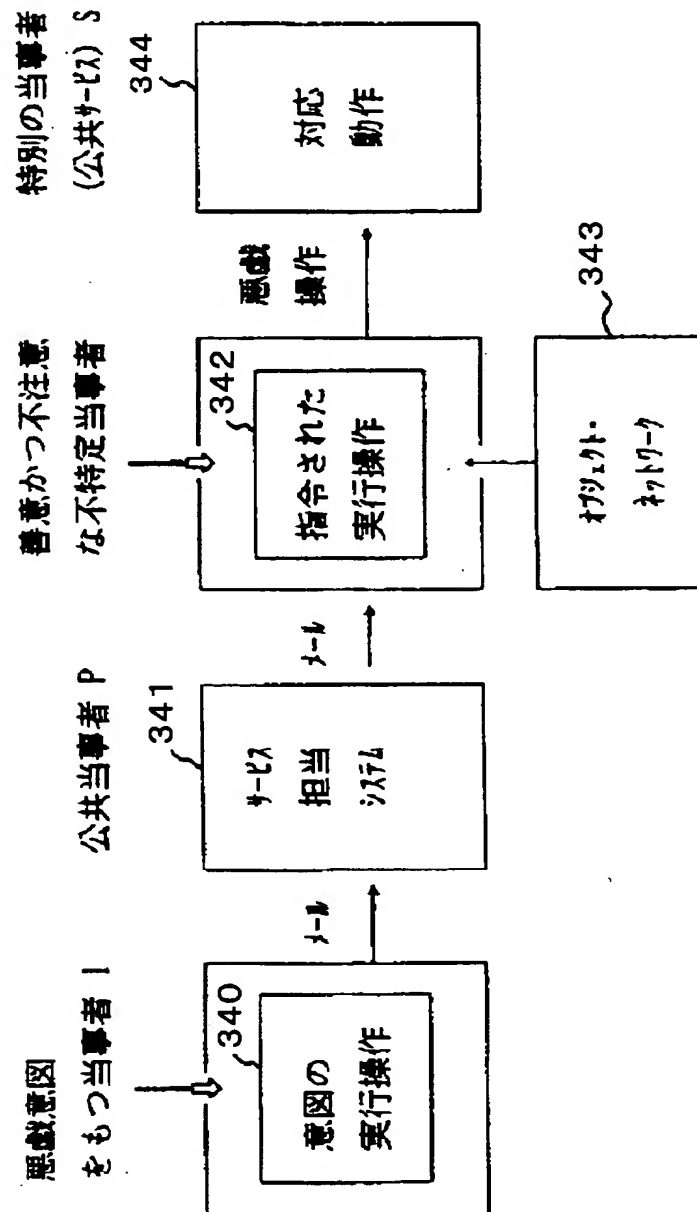 悪戯意図
をもつ当事者 I
340
意図の
実行操作
メール
公共当事者 P
341
サービス
担当
システム
メール
善意かつ不注意
な不特定当事者
342
指令された
実行操作
343
オブジェクト・
ネットワーク
悪戯
操作
特別の当事者
(公共サービス) S
344
対応
動作